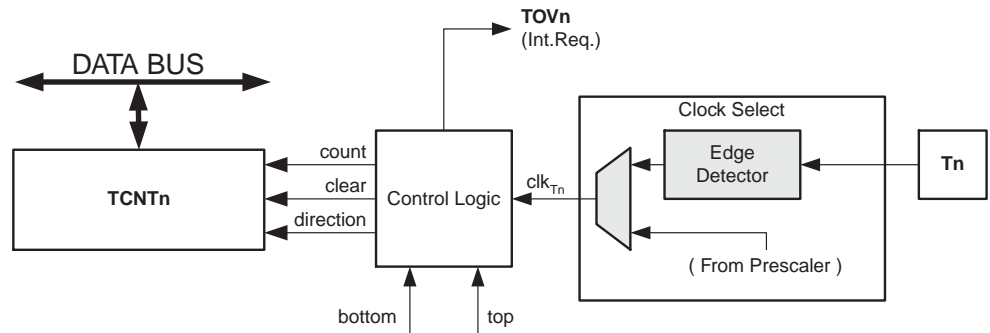 TOVn
(Int.Req.)
DATA BUS
Clock Select
count
clear
direction
TCNTn
Control Logic
clkTn
Edge
Detector
Tn
( From Prescaler )
bottom
top